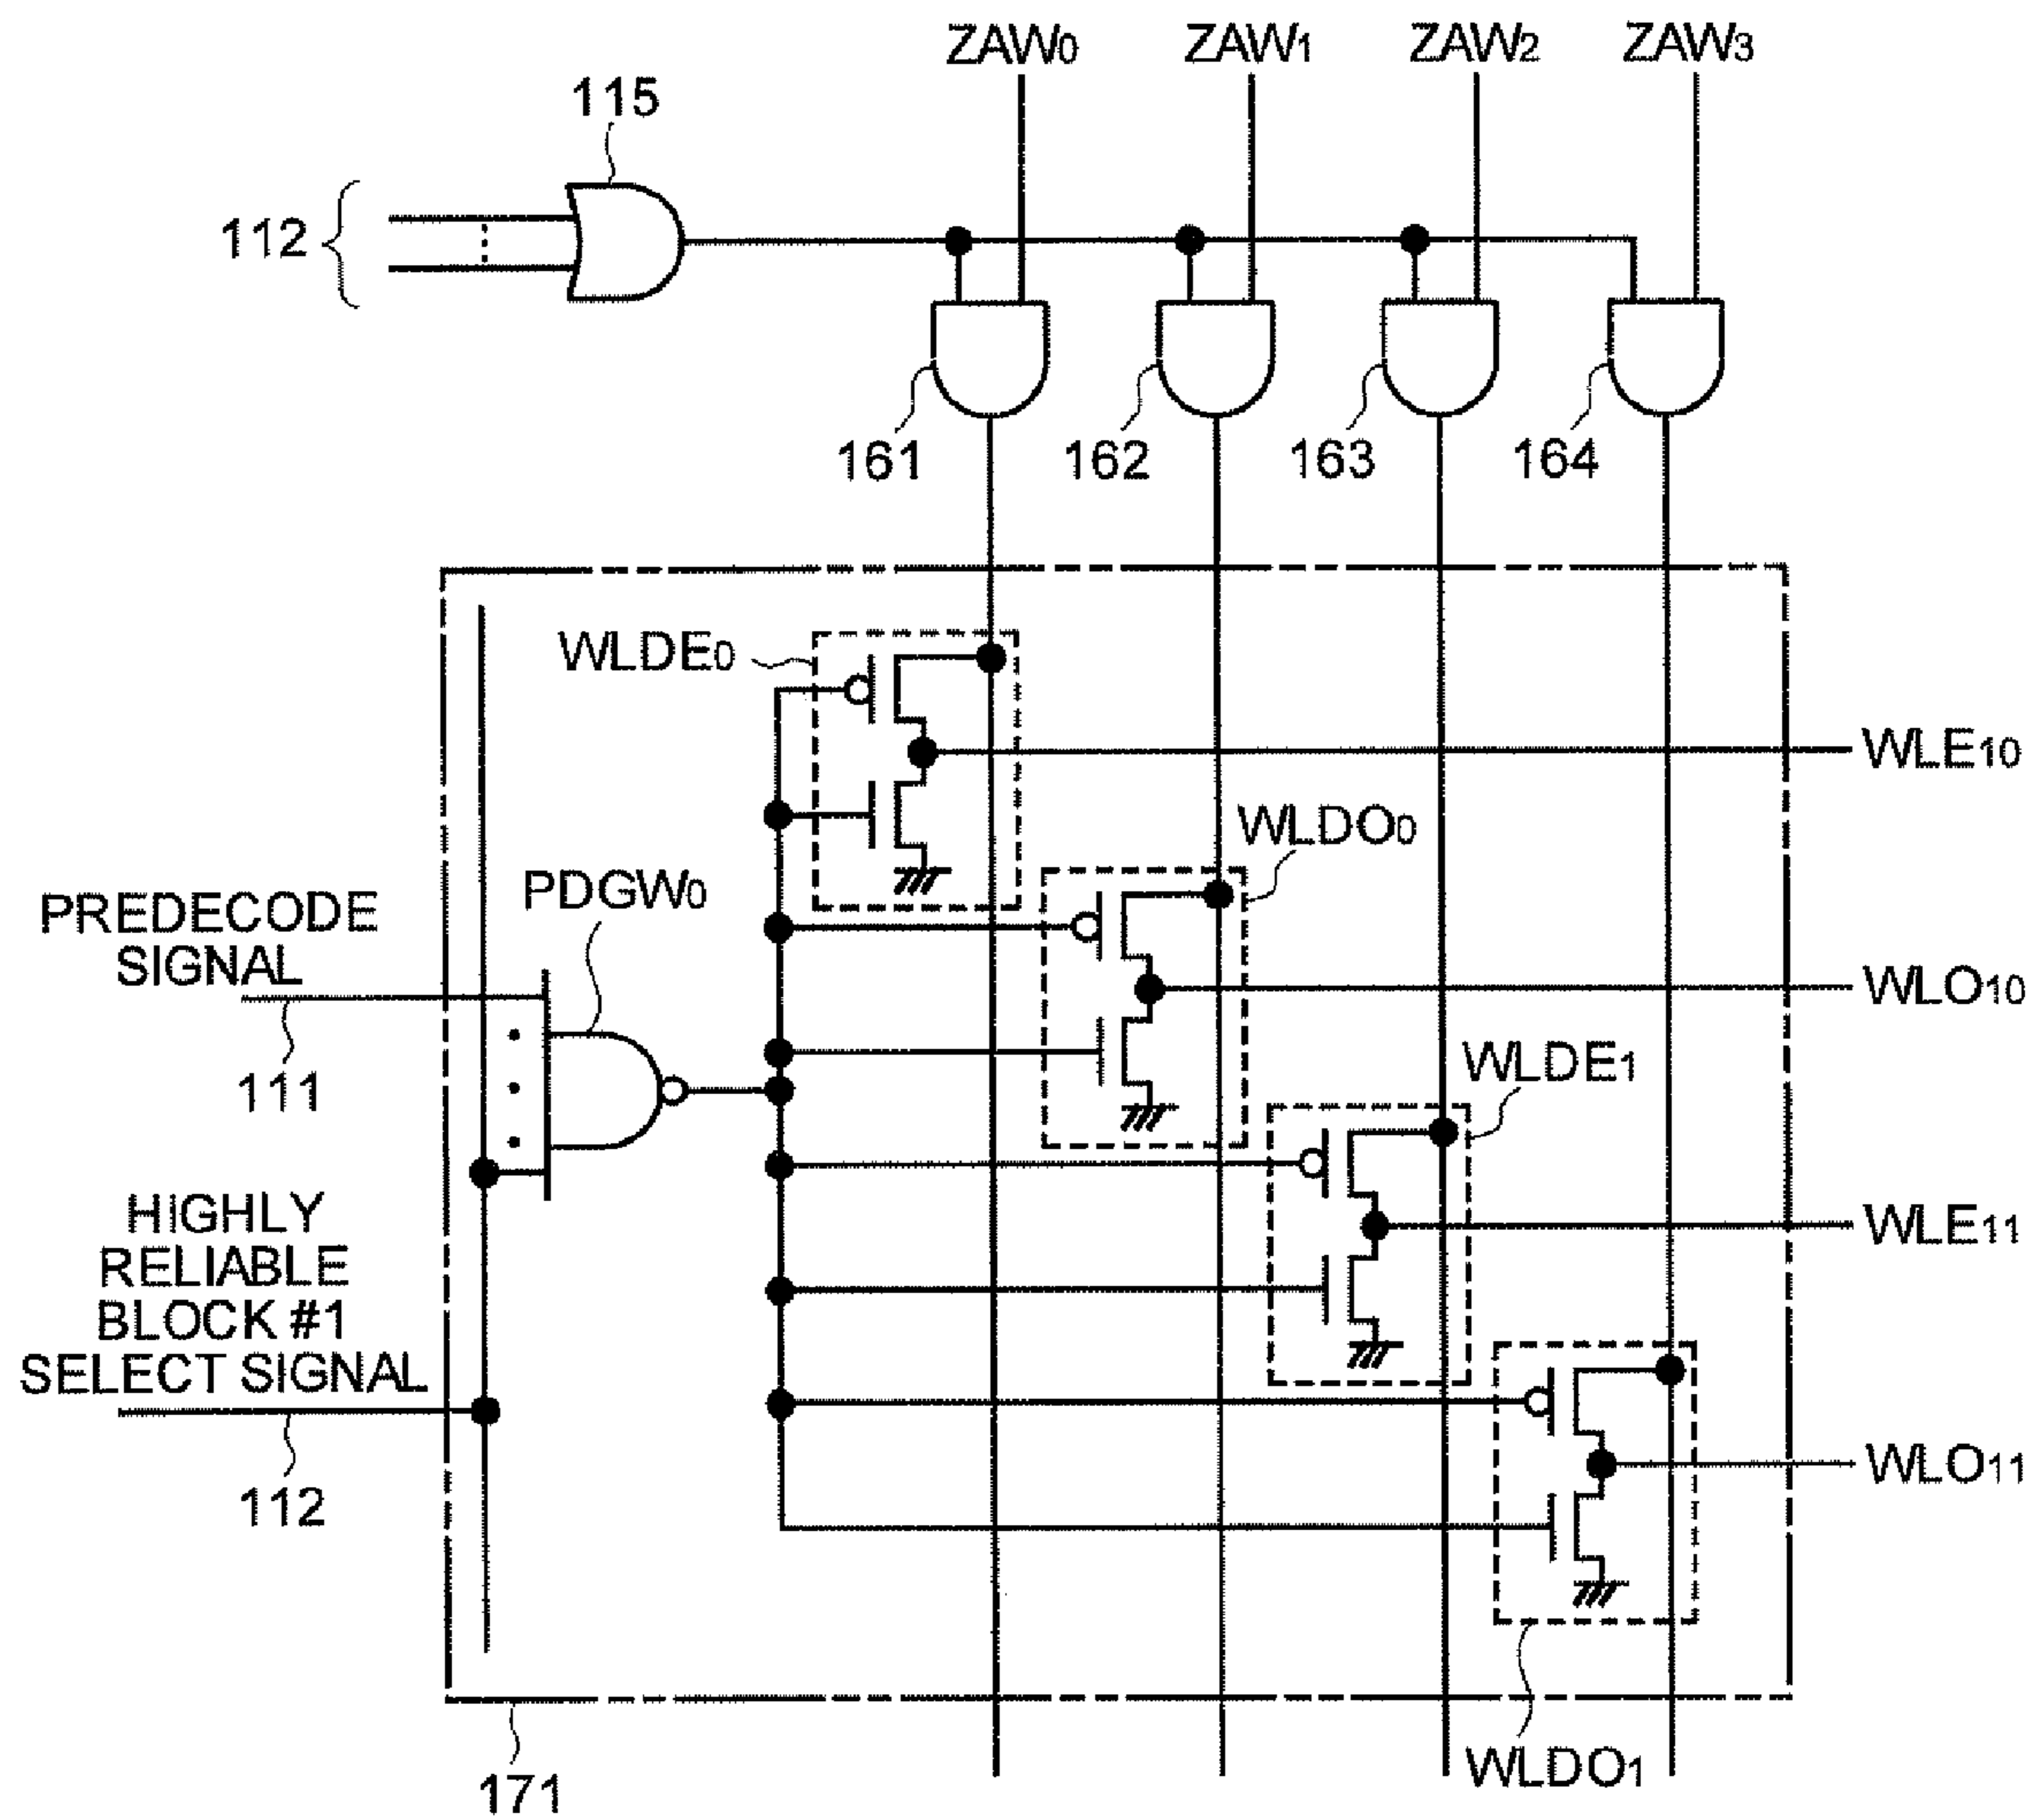 ZAW0 ZAW1 ZAW2 ZAW3
115
112
161 162 163 164
WLDE0
WLE10
WLDO0
PREDECODE
SIGNAL
PDGW0
WLO10
111
WLDE1
HIGHLY
RELIABLE
BLOCK #1
SELECT SIGNAL
WLE11
112
WLO11
171
WLDO1